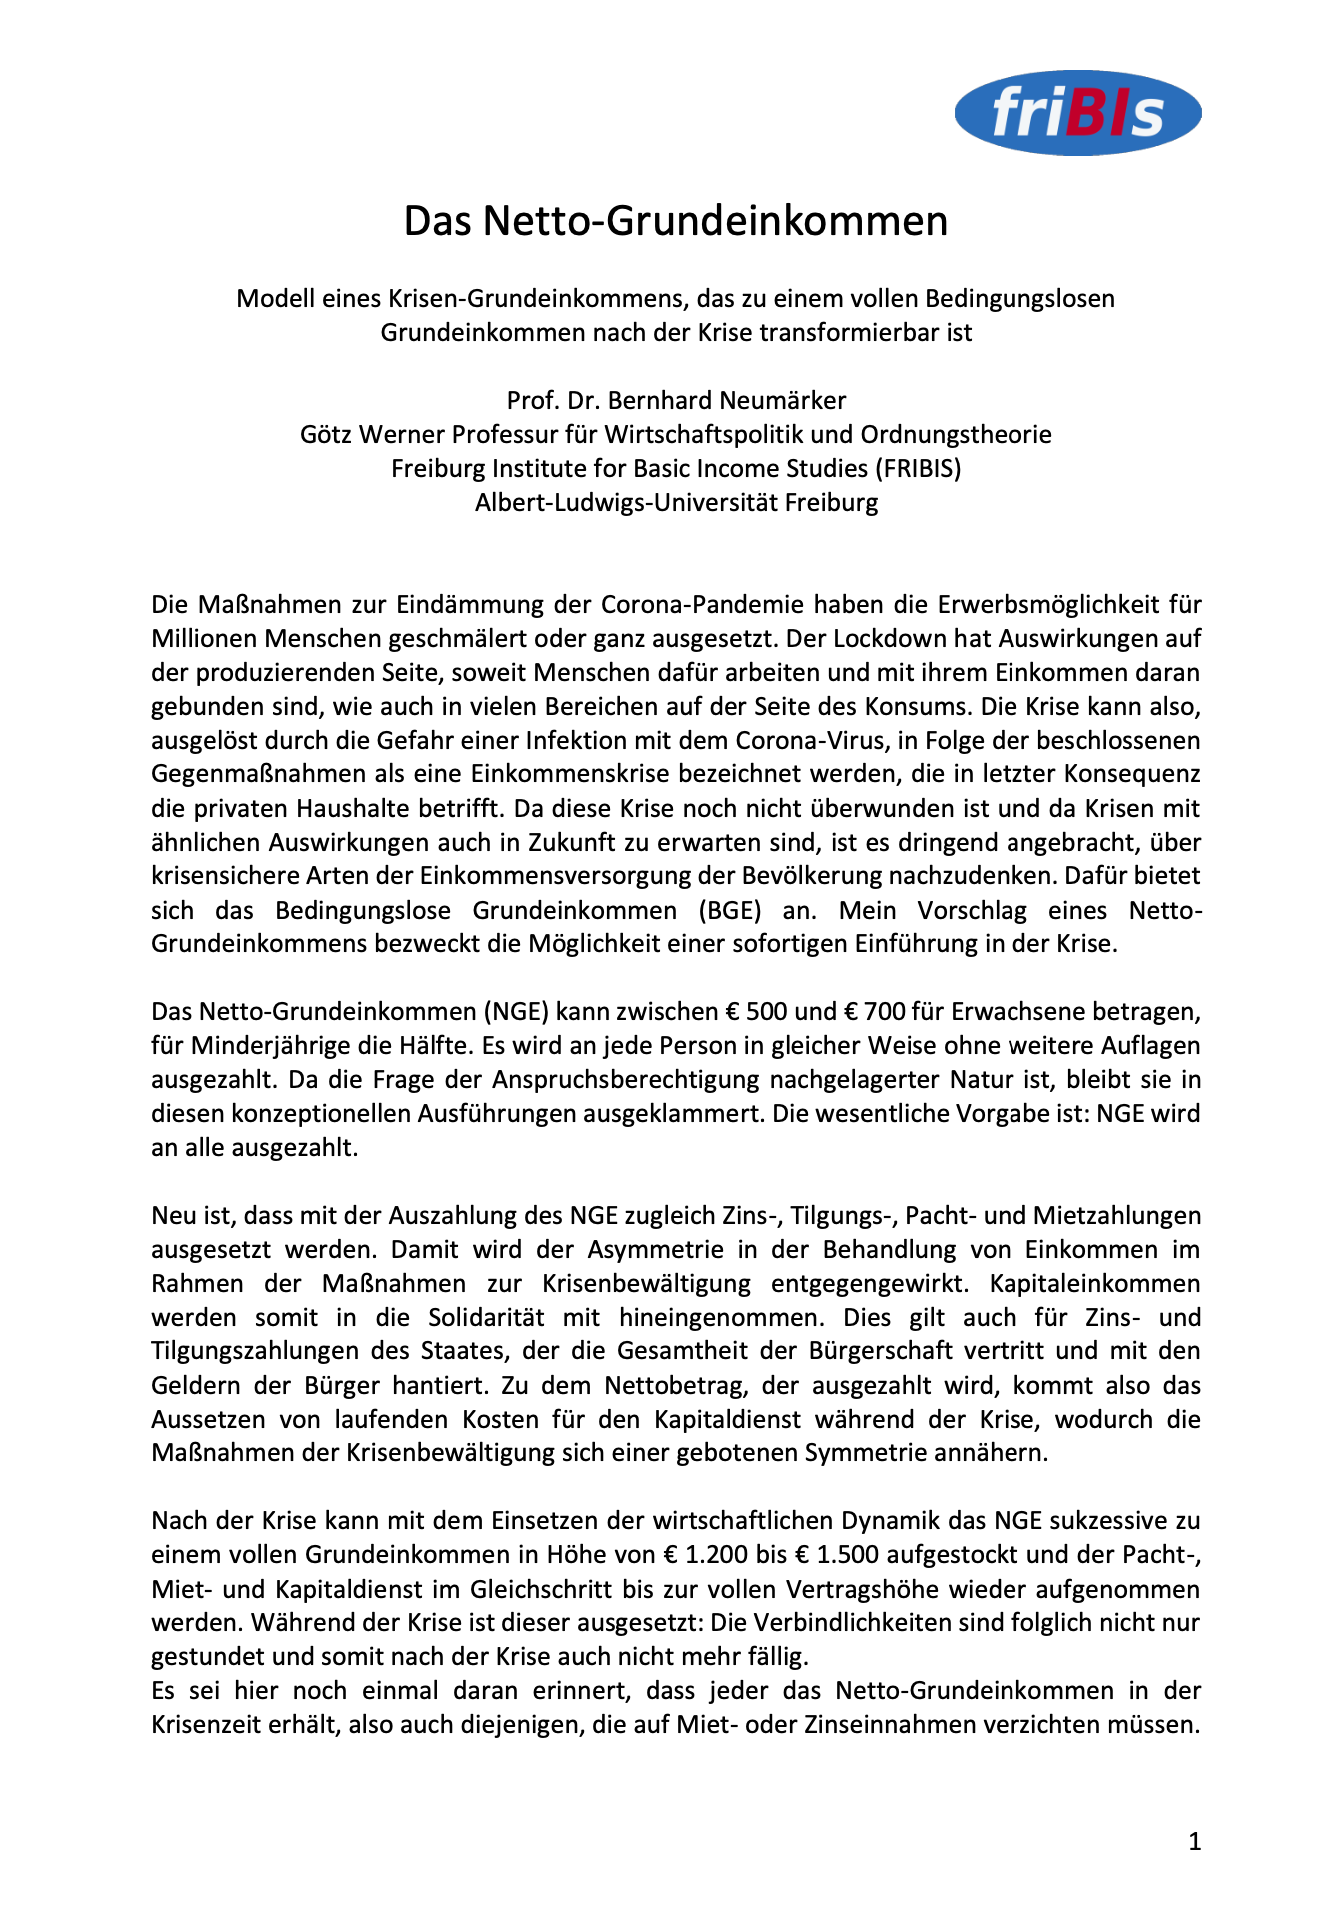 friBIs
Das Netto-Grundeinkommen
Modell eines Krisen-Grundeinkommens, das zu einem vollen Bedingungslosen
Grundeinkommen nach der Krise transformierbar ist
Prof. Dr. Bernhard Neumärker
Götz Werner Professur für Wirtschaftspolitik und Ordnungstheorie
Freiburg Institute for Basic Income Studies (FRIBIS)
Albert-Ludwigs-Universität Freiburg
Die Maßnahmen zur Eindämmung der Corona-Pandemie haben die Erwerbsmöglichkeit für
Millionen Menschen geschmälert oder ganz ausgesetzt. Der Lockdown hat Auswirkungen auf
der produzierenden Seite, soweit Menschen dafür arbeiten und mit ihrem Einkommen daran
gebunden sind, wie auch in vielen Bereichen auf der Seite des Konsums. Die Krise kann also,
ausgelöst durch die Gefahr einer Infektion mit dem Corona-Virus, in Folge der beschlossenen
Gegenmaßnahmen als eine Einkommenskrise bezeichnet werden, die in letzter Konsequenz
die privaten Haushalte betrifft. Da diese Krise noch nicht überwunden ist und da Krisen mit
ähnlichen Auswirkungen auch in Zukunft zu erwarten sind, ist es dringend angebracht, über
krisensichere Arten der Einkommensversorgung der Bevölkerung nachzudenken. Dafür bietet
sich das Bedingungslose Grundeinkommen (BGE) an. Mein Vorschlag eines Netto-
Grundeinkommens bezweckt die Möglichkeit einer sofortigen Einführung in der Krise.
Das Netto-Grundeinkommen (NGE) kann zwischen € 500 und € 700 für Erwachsene betragen,
für Minderjährige die Hälfte. Es wird an jede Person in gleicher Weise ohne weitere Auflagen
ausgezahlt. Da die Frage der Anspruchsberechtigung nachgelagerter Natur ist, bleibt sie in
diesen konzeptionellen Ausführungen ausgeklammert. Die wesentliche Vorgabe ist: NGE wird
an alle ausgezahlt.
Neu ist, dass mit der Auszahlung des NGE zugleich Zins-, Tilgungs-, Pacht- und Mietzahlungen
ausgesetzt werden. Damit wird der Asymmetrie in der Behandlung von Einkommen im
Rahmen der Maßnahmen zur Krisenbewältigung entgegengewirkt. Kapitaleinkommen
werden somit in die Solidarität mit hineingenommen. Dies gilt auch für Zins- und
Tilgungszahlungen des Staates, der die Gesamtheit der Bürgerschaft vertritt und mit den
Geldern der Bürger hantiert. Zu dem Nettobetrag, der ausgezahlt wird, kommt also das
Aussetzen von laufenden Kosten für den Kapitaldienst während der Krise, wodurch die
Maßnahmen der Krisenbewältigung sich einer gebotenen Symmetrie annähern.
Nach der Krise kann mit dem Einsetzen der wirtschaftlichen Dynamik das NGE sukzessive zu
einem vollen Grundeinkommen in Höhe von € 1.200 bis € 1.500 aufgestockt und der Pacht-,
Miet- und Kapitaldienst im Gleichschritt bis zur vollen Vertragshöhe wieder aufgenommen
werden. Während der Krise ist dieser ausgesetzt: Die Verbindlichkeiten sind folglich nicht nur
gestundet und somit nach der Krise auch nicht mehr fällig.
Es sei hier noch einmal daran erinnert, dass jeder das Netto-Grundeinkommen in der
Krisenzeit erhält, also auch diejenigen, die auf Miet- oder Zinseinnahmen verzichten müssen.
1